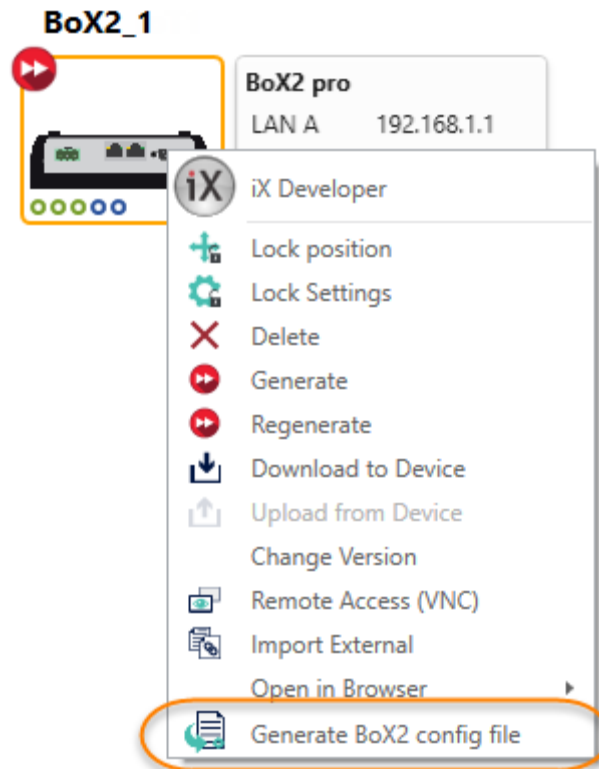 BoX2_1
BoX2 pro
LAN A 192.168.1.1
iX iX Developer
Lock position
Lock Settings
Delete
Generate
Regenerate
Download to Device
Upload from Device
Change Version
Remote Access (VNC)
Import External
Open in Browser
Generate BoX2 config file